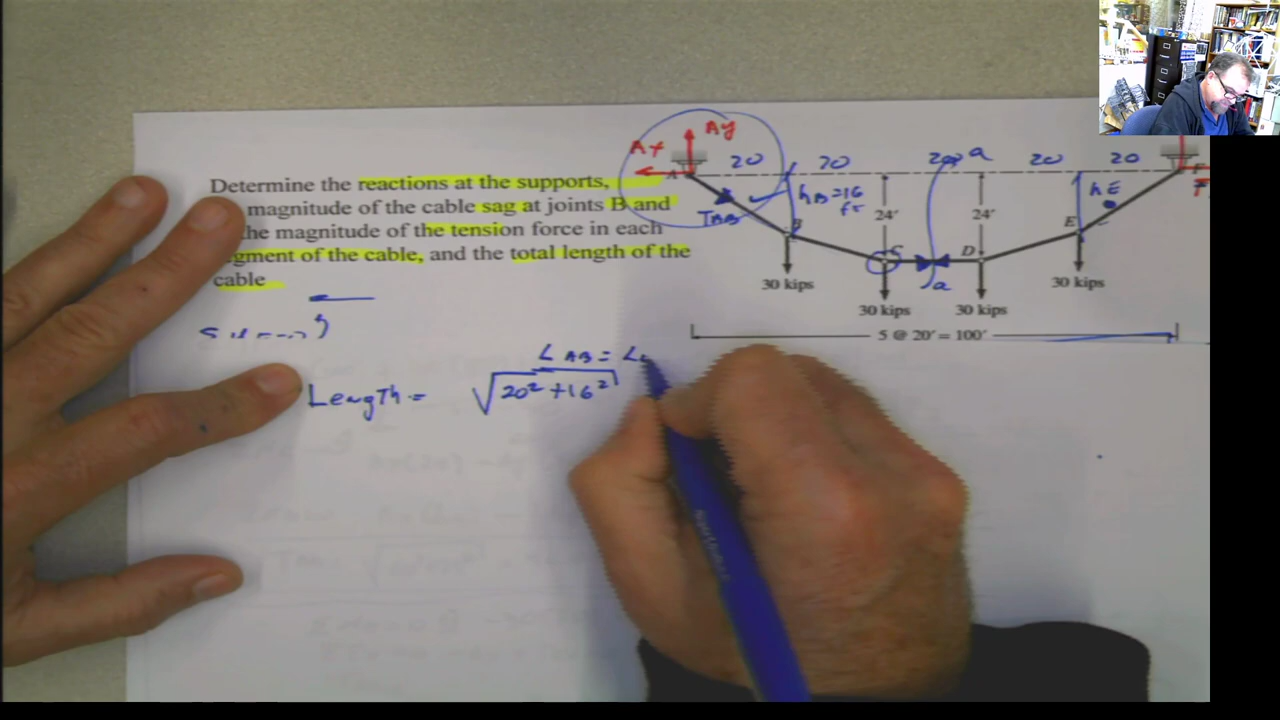 Determine the reactions at the supports,
magnitude of the cable sag at joints B and
the magnitude of the tension force in each
gment of the cable, and the total length of the
cable
Ax
Ay
20
20
a
20
20
A
TAB
hB=16
ft
24'
24'
hE
B
C
D
E
F
a
30 kips
30 kips
30 kips
30 kips
5 @ 20' = 100'
LAB = L
Length = √20² + 16²